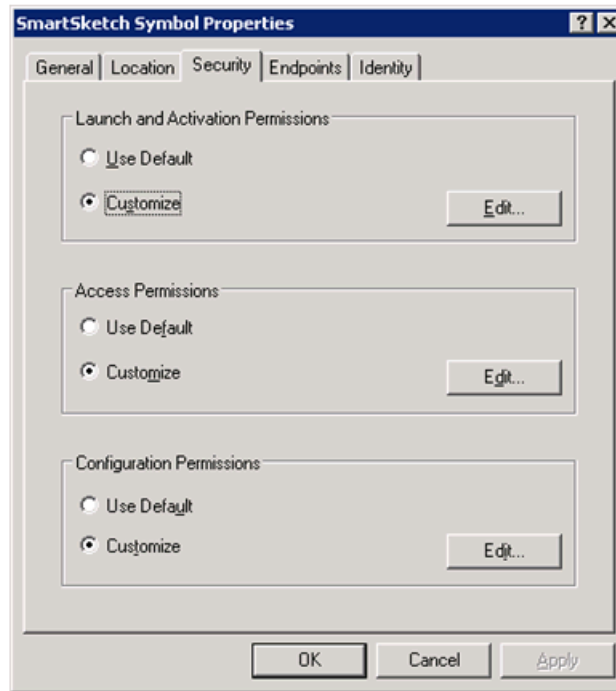 SmartSketch Symbol Properties ? X
General Location Security Endpoints Identity
Launch and Activation Permissions
Use Default
Customize Edit...
Access Permissions
Use Default
Customize Edit...
Configuration Permissions
Use Default
Customize Edit...
OK Cancel Apply